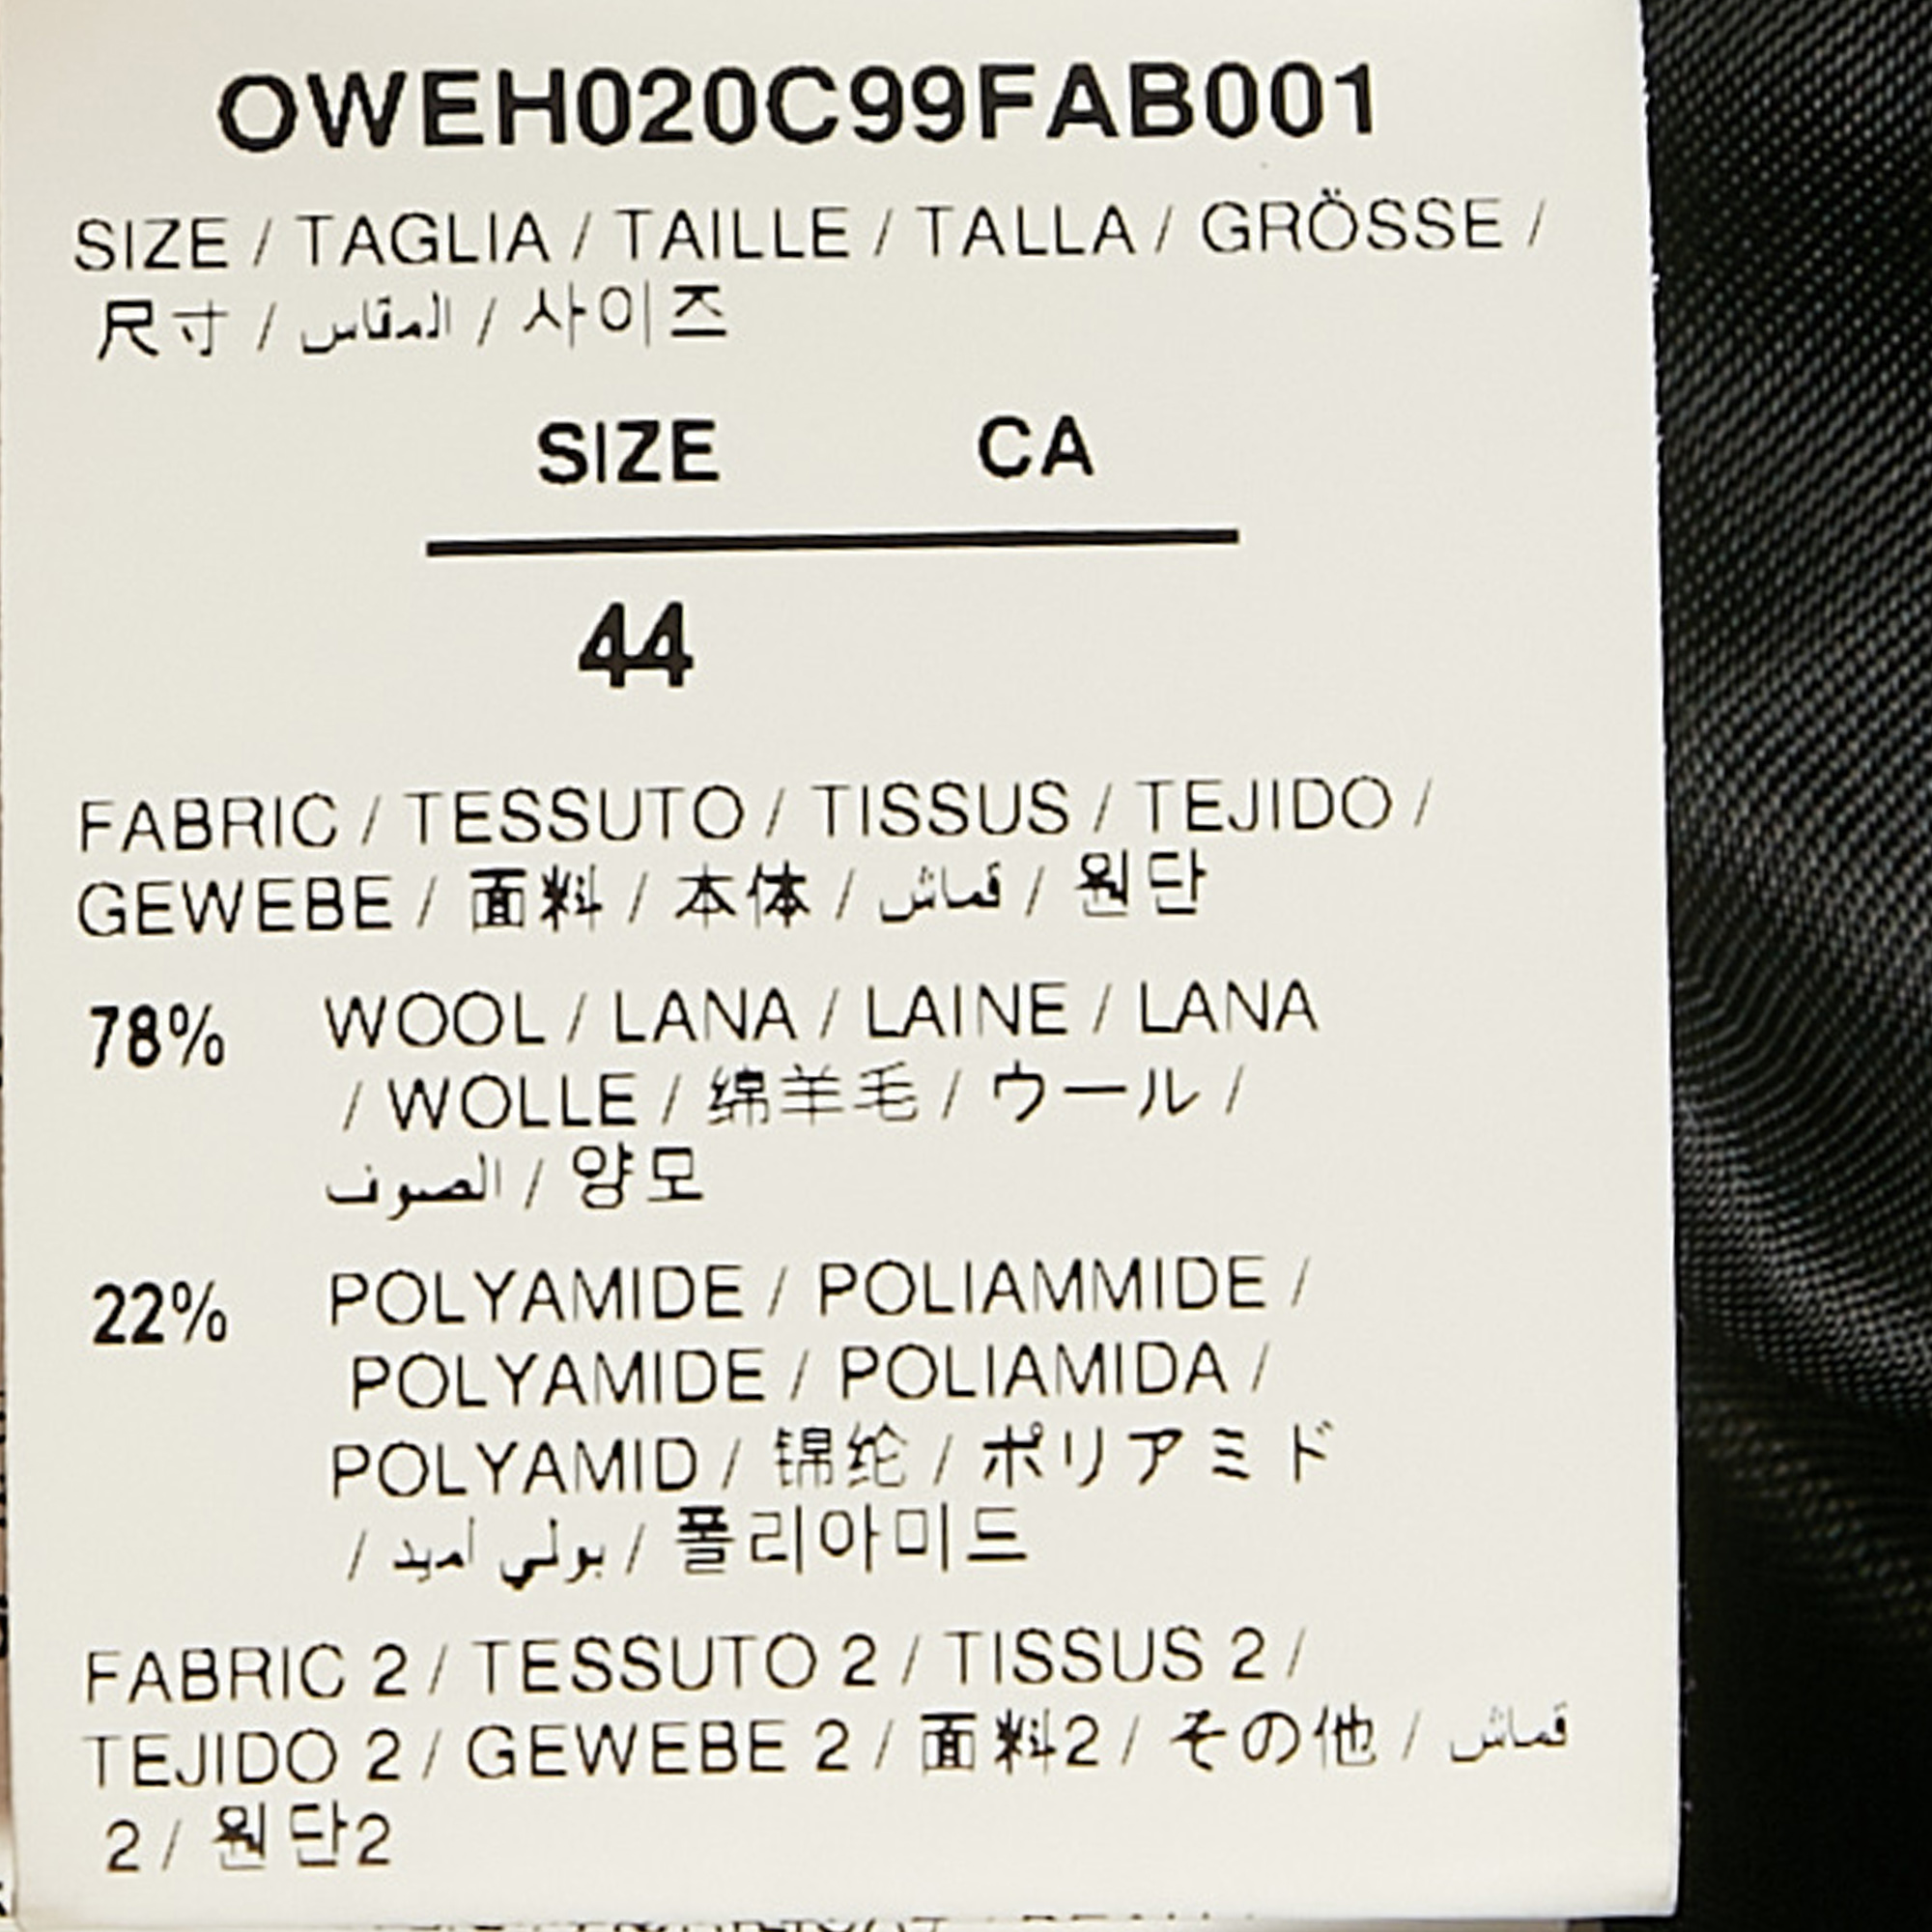 OWEH020C99FAB001
SIZE / TAGLIA / TAILLE / TALLA / GRÖSSE /
尺寸 / المقاس / 사이즈
SIZE CA
44
FABRIC / TESSUTO / TISSUS / TEJIDO /
GEWEBE / 面料 / 本体 / قماش / 원단
78% WOOL / LANA / LAINE / LANA
/ WOLLE / 绵羊毛 / ウール /
الصوف / 양모
22% POLYAMIDE / POLIAMMIDE /
POLYAMIDE / POLIAMIDA /
POLYAMID / 锦纶 / ポリアミド
/ بولي أميد / 폴리아미드
FABRIC 2 / TESSUTO 2 / TISSUS 2 /
TEJIDO 2 / GEWEBE 2 / 面料2 / その他 / قماش
2 / 원단2